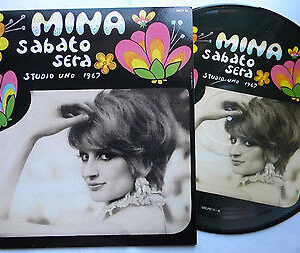 MINA
sabato
sera
STUDIO UNO 1967
MINA
sabato
sera
STUDIO UNO 1967